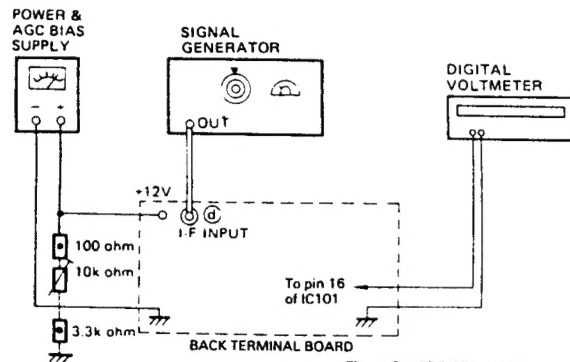 POWER &
AGC BIAS
SUPPLY
SIGNAL
GENERATOR
DIGITAL
VOLTMETER
- +
OUT
+12V
d
I-F INPUT
100 ohm
10k ohm
3.3k ohm
To pin 16
of IC101
BACK TERMINAL BOARD